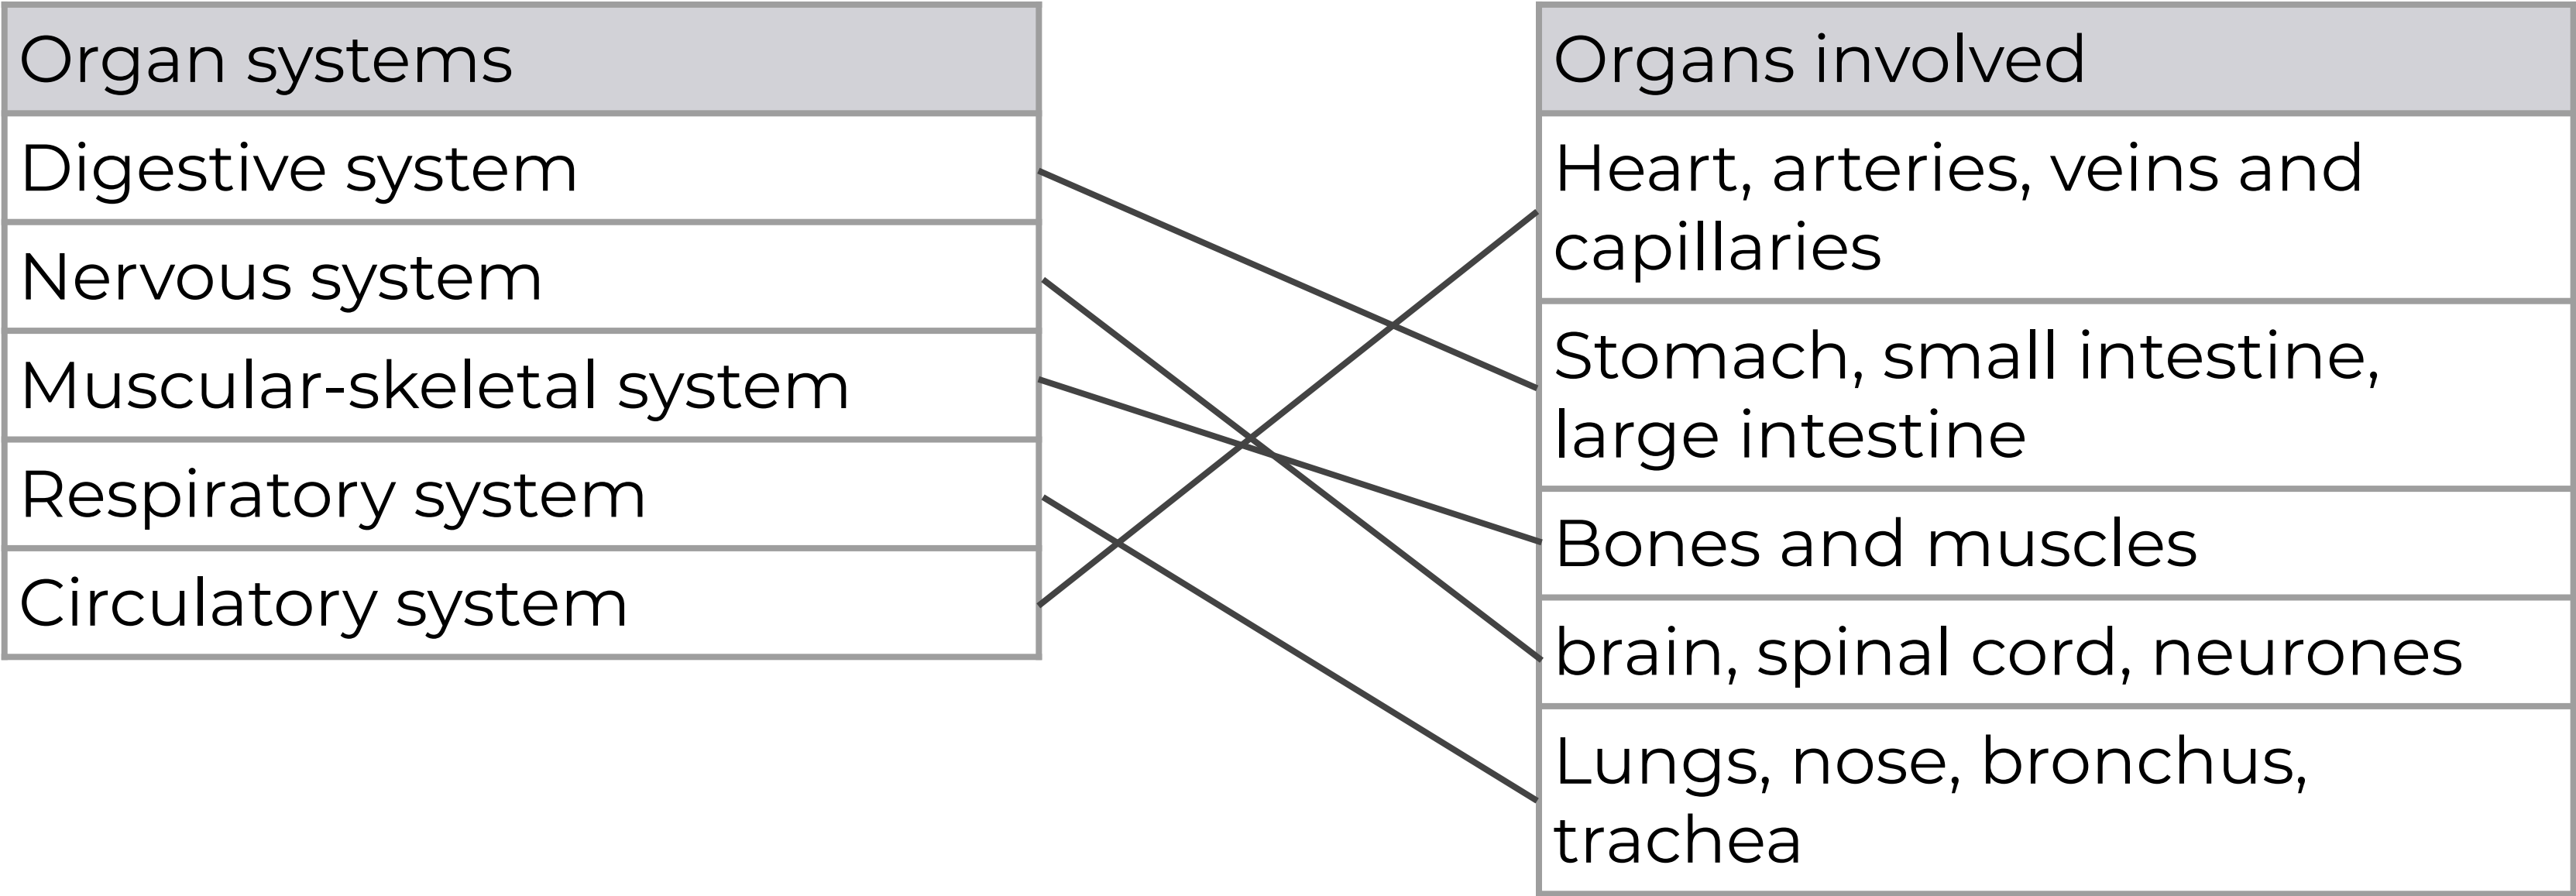 Organ systems
Digestive system
Nervous system
Muscular-skeletal system
Respiratory system
Circulatory system
Organs involved
Heart, arteries, veins and
capillaries
Stomach, small intestine,
large intestine
Bones and muscles
brain, spinal cord, neurones
Lungs, nose, bronchus,
trachea